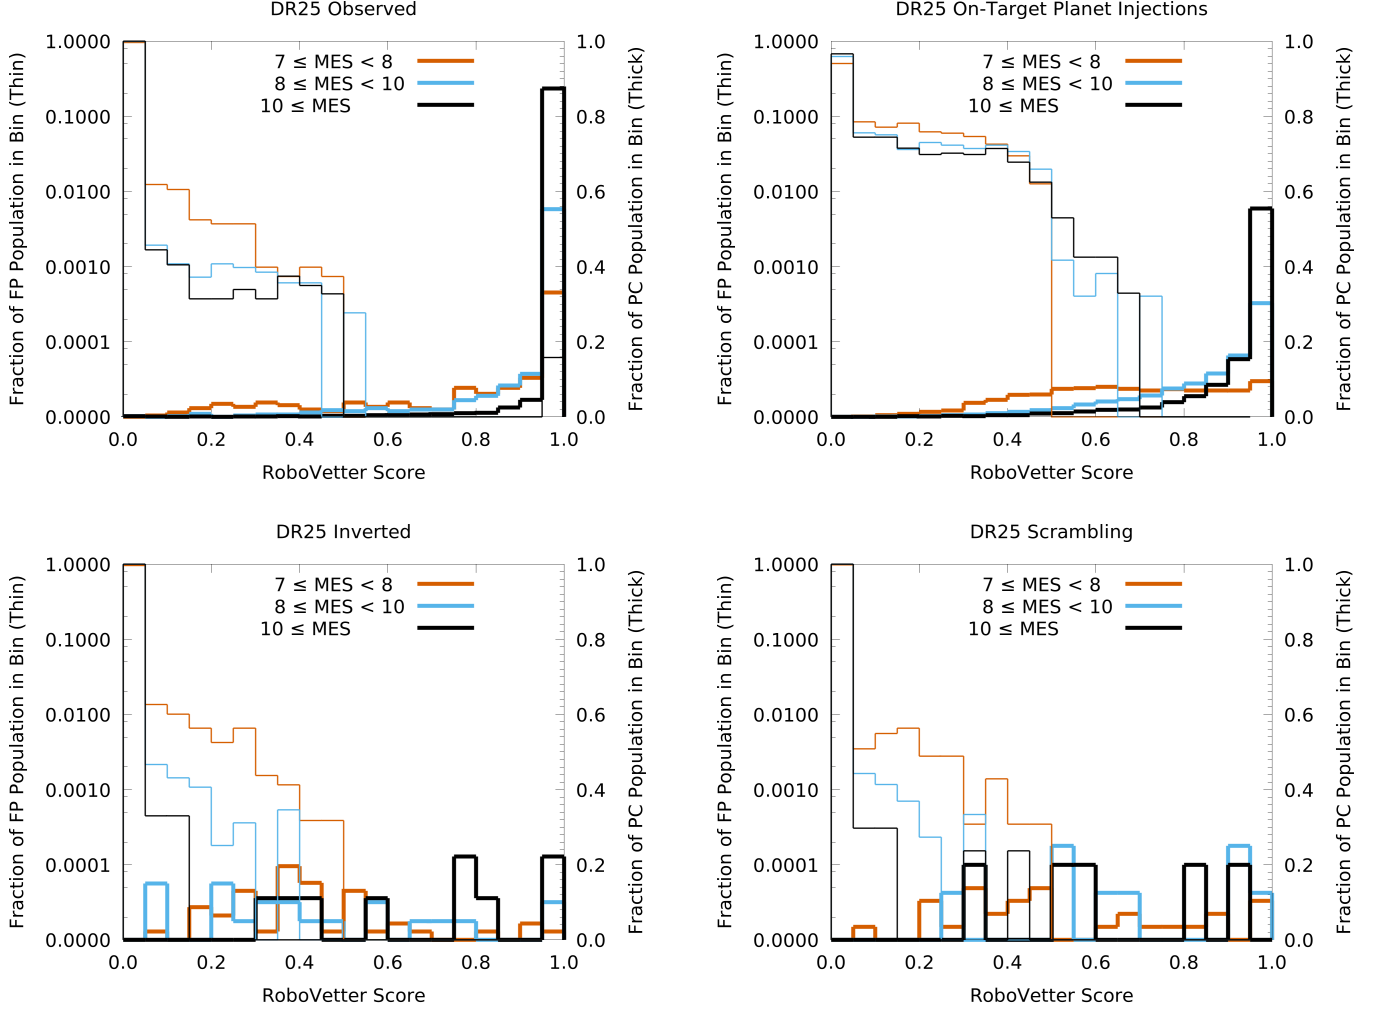 DR25 Observed
Fraction of FP Population in Bin (Thin)
1.0000
0.1000
0.0100
0.0010
0.0001
0.0000
7 ≤ MES < 8
8 ≤ MES < 10
10 ≤ MES
1.0
0.8
0.6
0.4
0.2
0.0
Fraction of PC Population in Bin (Thick)
0.0 0.2 0.4 0.6 0.8 1.0
RoboVetter Score
DR25 On-Target Planet Injections
Fraction of FP Population in Bin (Thin)
1.0000
0.1000
0.0100
0.0010
0.0001
0.0000
7 ≤ MES < 8
8 ≤ MES < 10
10 ≤ MES
1.0
0.8
0.6
0.4
0.2
0.0
Fraction of PC Population in Bin (Thick)
0.0 0.2 0.4 0.6 0.8 1.0
RoboVetter Score
DR25 Inverted
Fraction of FP Population in Bin (Thin)
1.0000
0.1000
0.0100
0.0010
0.0001
0.0000
7 ≤ MES < 8
8 ≤ MES < 10
10 ≤ MES
1.0
0.8
0.6
0.4
0.2
0.0
Fraction of PC Population in Bin (Thick)
0.0 0.2 0.4 0.6 0.8 1.0
RoboVetter Score
DR25 Scrambling
Fraction of FP Population in Bin (Thin)
1.0000
0.1000
0.0100
0.0010
0.0001
0.0000
7 ≤ MES < 8
8 ≤ MES < 10
10 ≤ MES
1.0
0.8
0.6
0.4
0.2
0.0
Fraction of PC Population in Bin (Thick)
0.0 0.2 0.4 0.6 0.8 1.0
RoboVetter Score